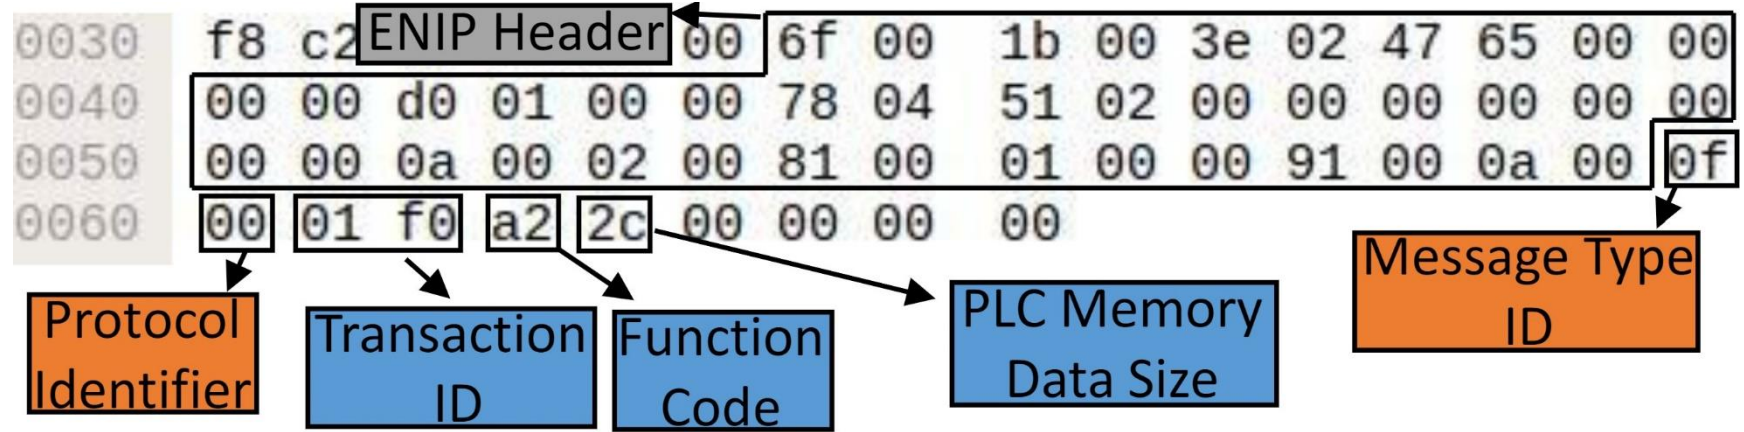 ENIP Header
0030 f8 c2 00 6f 00 1b 00 3e 02 47 65 00 00
0040 00 00 d0 01 00 00 78 04 51 02 00 00 00 00 00 00
0050 00 00 0a 00 02 00 81 00 01 00 00 91 00 0a 00 0f
0060 00 01 f0 a2 2c 00 00 00 00
Message Type
ID
Protocol
Identifier
Transaction
ID
Function
Code
PLC Memory
Data Size